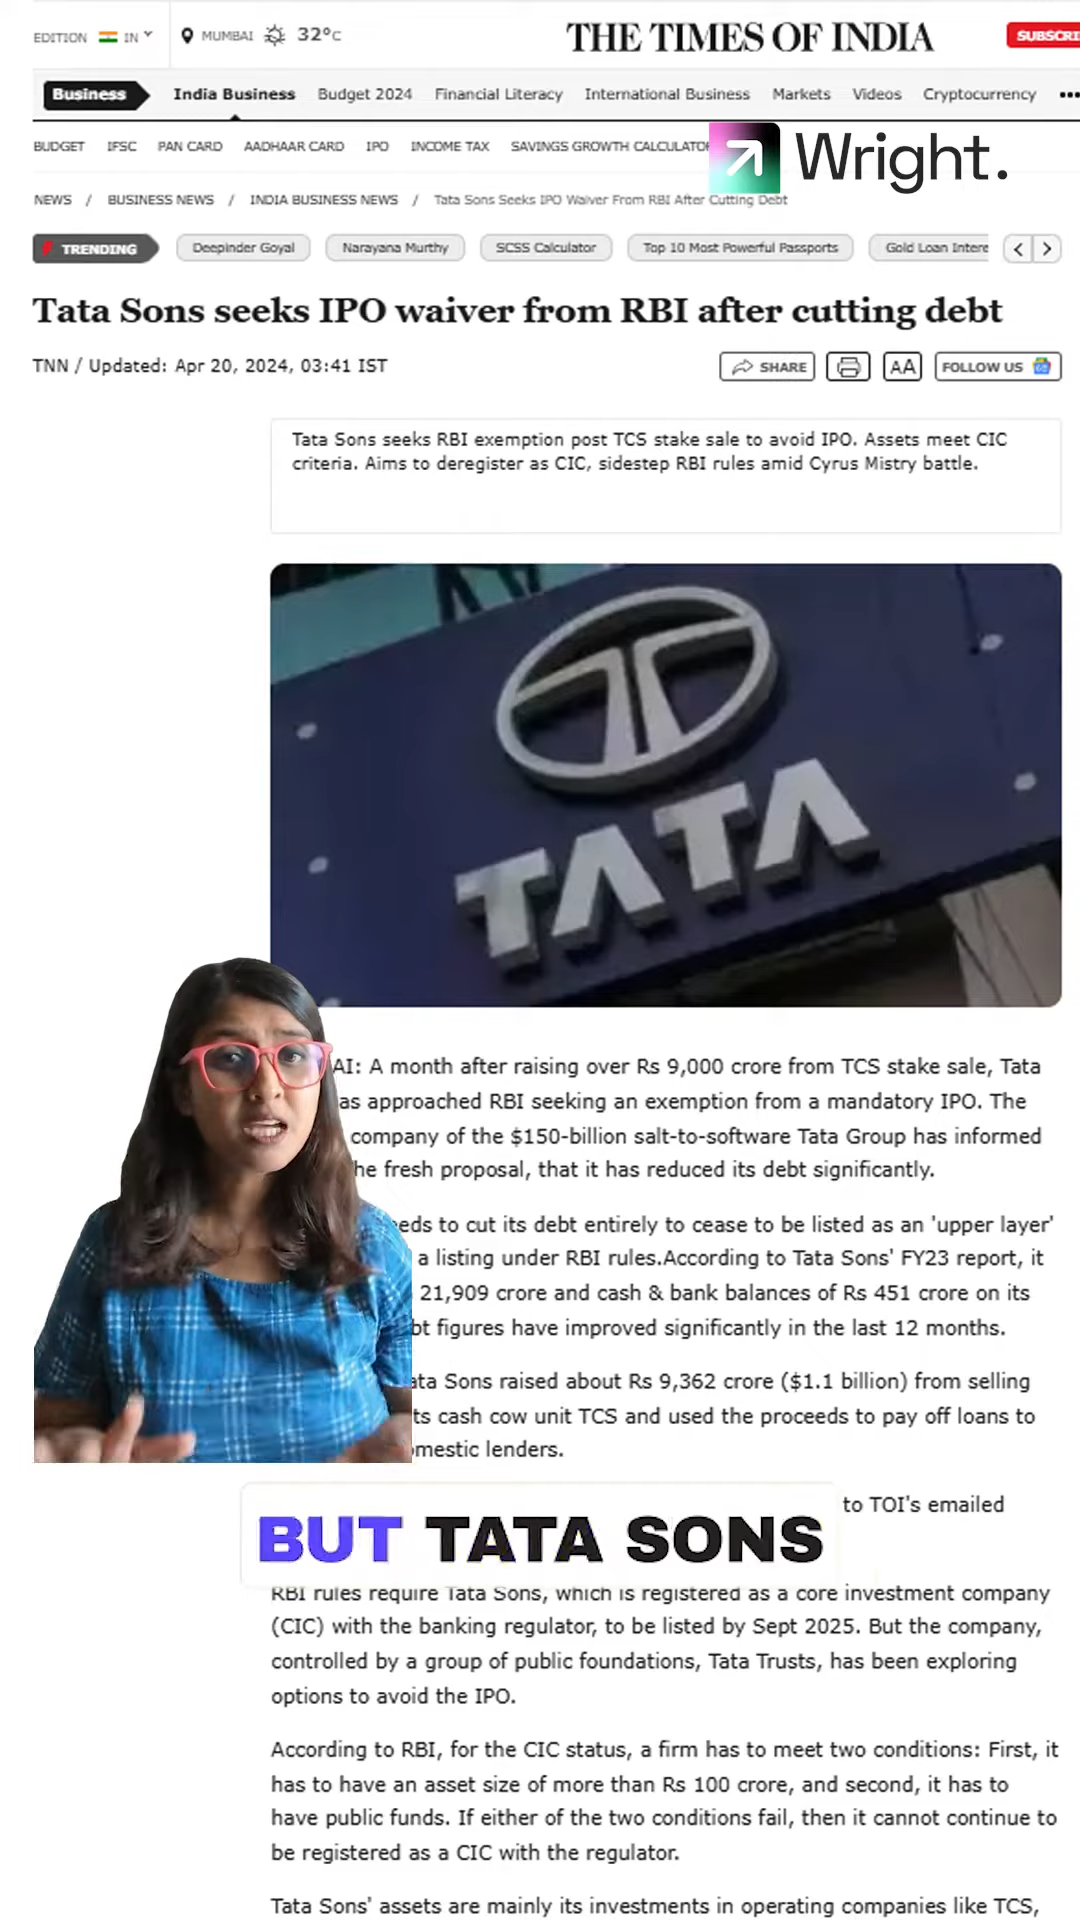 EDITION IN
MUMBAI 32°C
THE TIMES OF INDIA
SUBSCRI
Business
India Business Budget 2024 Financial Literacy International Business Markets Videos Cryptocurrency •••
BUDGET IFSC PAN CARD AADHAAR CARD IPO INCOME TAX SAVINGS GROWTH CALCULATOR
Wright.
NEWS / BUSINESS NEWS / INDIA BUSINESS NEWS / Tata Sons Seeks IPO Waiver From RBI After Cutting Debt
TRENDING Deepinder Goyal Narayana Murthy SCSS Calculator Top 10 Most Powerful Passports Gold Loan Intere
Tata Sons seeks IPO waiver from RBI after cutting debt
TNN / Updated: Apr 20, 2024, 03:41 IST
SHARE AA FOLLOW US
Tata Sons seeks RBI exemption post TCS stake sale to avoid IPO. Assets meet CIC
criteria. Aims to deregister as CIC, sidestep RBI rules amid Cyrus Mistry battle.
TATA
AI: A month after raising over Rs 9,000 crore from TCS stake sale, Tata
as approached RBI seeking an exemption from a mandatory IPO. The
company of the $150-billion salt-to-software Tata Group has informed
he fresh proposal, that it has reduced its debt significantly.
eds to cut its debt entirely to cease to be listed as an 'upper layer'
a listing under RBI rules.According to Tata Sons' FY23 report, it
21,909 crore and cash & bank balances of Rs 451 crore on its
bt figures have improved significantly in the last 12 months.
ata Sons raised about Rs 9,362 crore ($1.1 billion) from selling
ts cash cow unit TCS and used the proceeds to pay off loans to
omestic lenders.
to TOI's emailed
BUT TATA SONS
RBI rules require Tata Sons, which is registered as a core investment company
(CIC) with the banking regulator, to be listed by Sept 2025. But the company,
controlled by a group of public foundations, Tata Trusts, has been exploring
options to avoid the IPO.
According to RBI, for the CIC status, a firm has to meet two conditions: First, it
has to have an asset size of more than Rs 100 crore, and second, it has to
have public funds. If either of the two conditions fail, then it cannot continue to
be registered as a CIC with the regulator.
Tata Sons' assets are mainly its investments in operating companies like TCS,